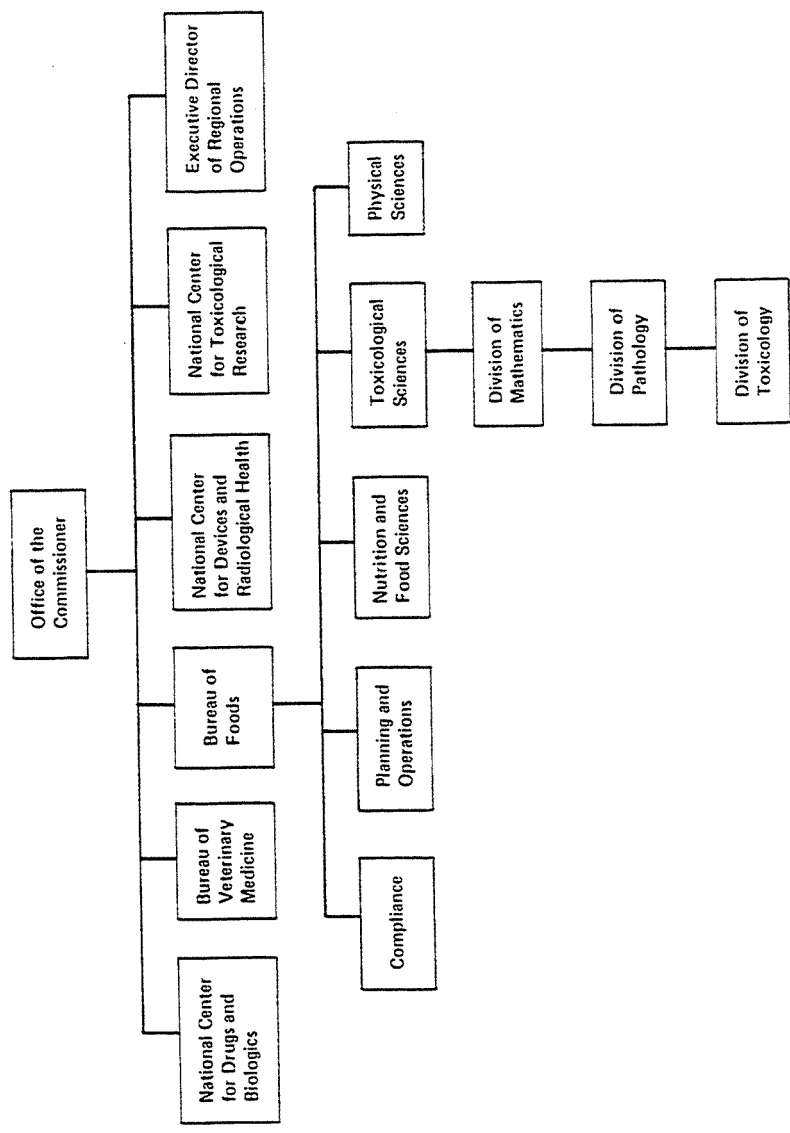 Office of the
Commissioner
National Center
for Drugs and
Biologics
Bureau of
Veterinary
Medicine
Bureau of
Foods
National Center
for Devices and
Radiological Health
National Center
for Toxicological
Research
Executive Director
of Regional
Operations
Compliance
Planning and
Operations
Nutrition and
Food Sciences
Toxicological
Sciences
Physical
Sciences
Division of
Mathematics
Division of
Pathology
Division of
Toxicology